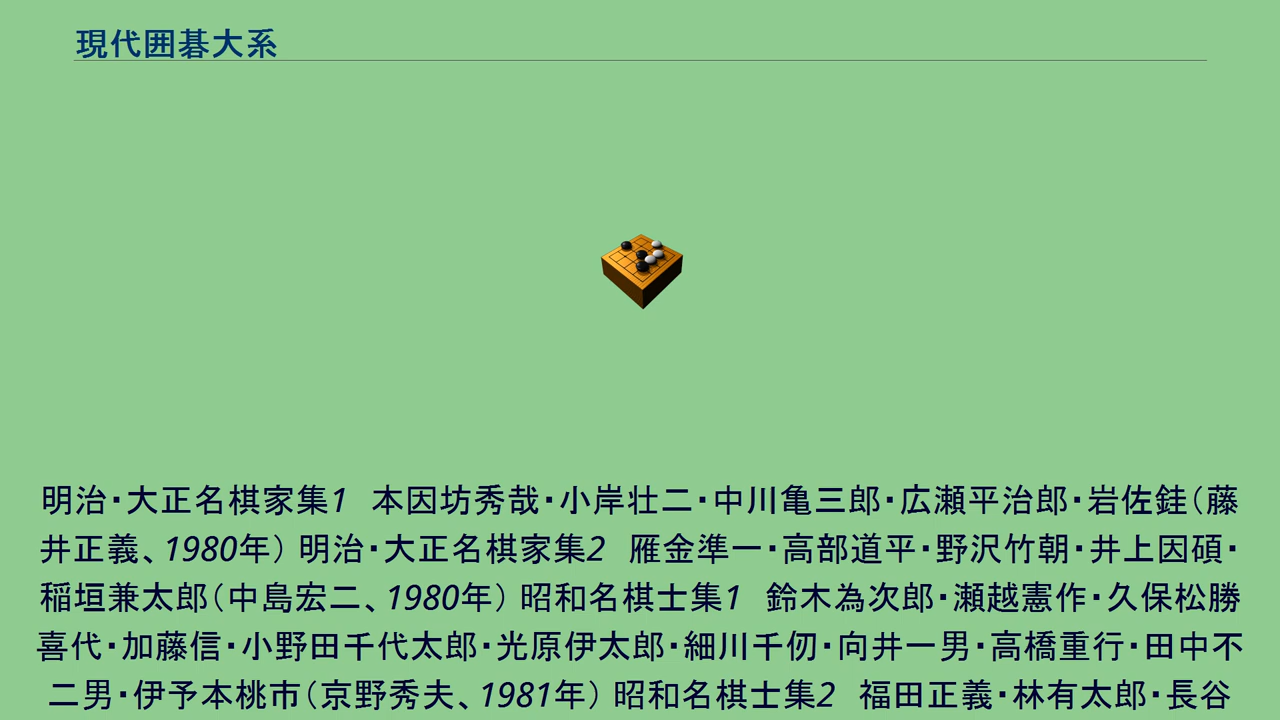 現代囲碁大系
明治・大正名棋家集1　本因坊秀哉・小岸壮二・中川亀三郎・広瀬平治郎・岩佐銈（藤
井正義、1980年）明治・大正名棋家集2　雁金準一・高部道平・野沢竹朝・井上因碩・
稲垣兼太郎（中島宏二、1980年）昭和名棋士集1　鈴木為次郎・瀬越憲作・久保松勝
喜代・加藤信・小野田千代太郎・光原伊太郎・細川千仭・向井一男・高橋重行・田中不
二男・伊予本桃市（京野秀夫、1981年）昭和名棋士集2　福田正義・林有太郎・長谷